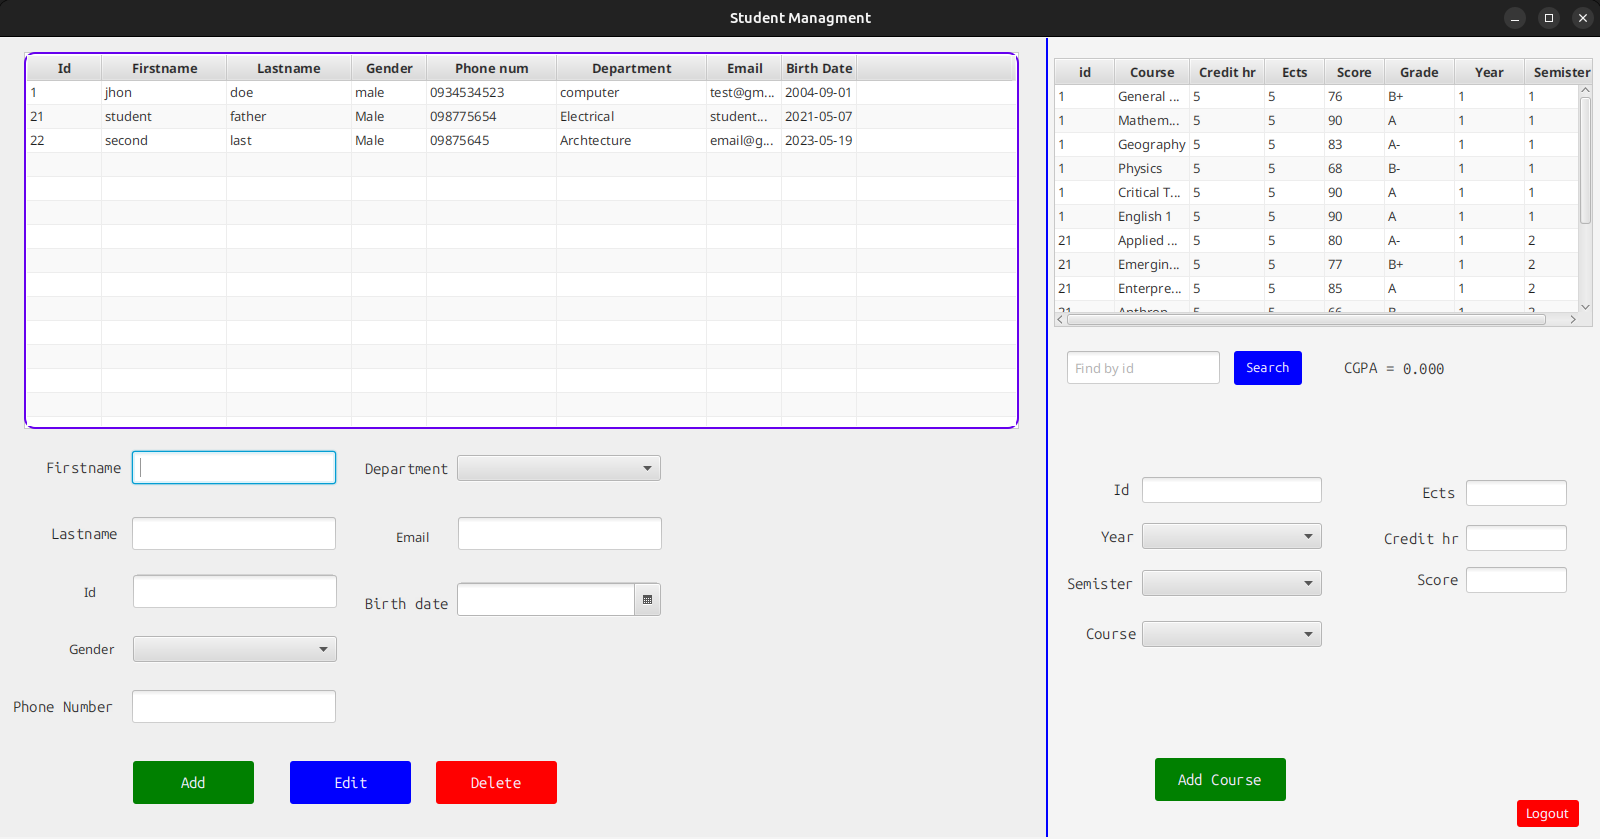 Student Managment
Id Firstname Lastname Gender Phone num Department Email Birth Date
1 jhon doe male 0934534523 computer test@gm... 2004-09-01
21 student father Male 098775654 Electrical student... 2021-05-07
22 second last Male 09875645 Archtecture email@g... 2023-05-19
Firstname
Department
Lastname
Email
Id
Birth date
Gender
Phone Number
Add Edit Delete
id Course Credit hr Ects Score Grade Year Semister
1 General ... 5 5 76 B+ 1 1
1 Mathem... 5 5 90 A 1 1
1 Geography 5 5 83 A- 1 1
1 Physics 5 5 68 B- 1 1
1 Critical T... 5 5 90 A 1 1
1 English 1 5 5 90 A 1 1
21 Applied ... 5 5 80 A- 1 2
21 Emergin... 5 5 77 B+ 1 2
21 Enterpre... 5 5 85 A 1 2
21 Anthrop... 5 5 66 1 2
Find by id Search CGPA = 0.000
Id
Ects
Year
Credit hr
Semister
Score
Course
Add Course
Logout